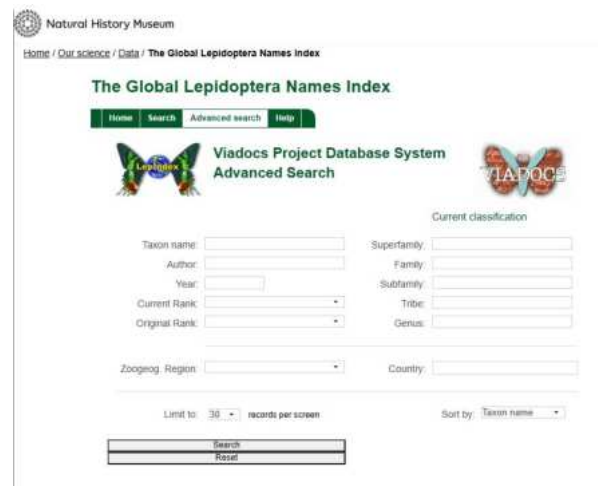 Natural History Museum
Home / Our science / Data / The Global Lepidoptera Names Index
The Global Lepidoptera Names Index
Home Search Advanced search Help
LepIndex
Viadocs Project Database System
Advanced Search
VIADOCS
Current classification
Taxon name: Superfamily:
Author: Family:
Year: Subfamily:
Current Rank: Tribe:
Original Rank: Genus:
Zoogeog. Region: Country:
Limit to: 30 records per screen Sort by: Taxon name
Search
Reset